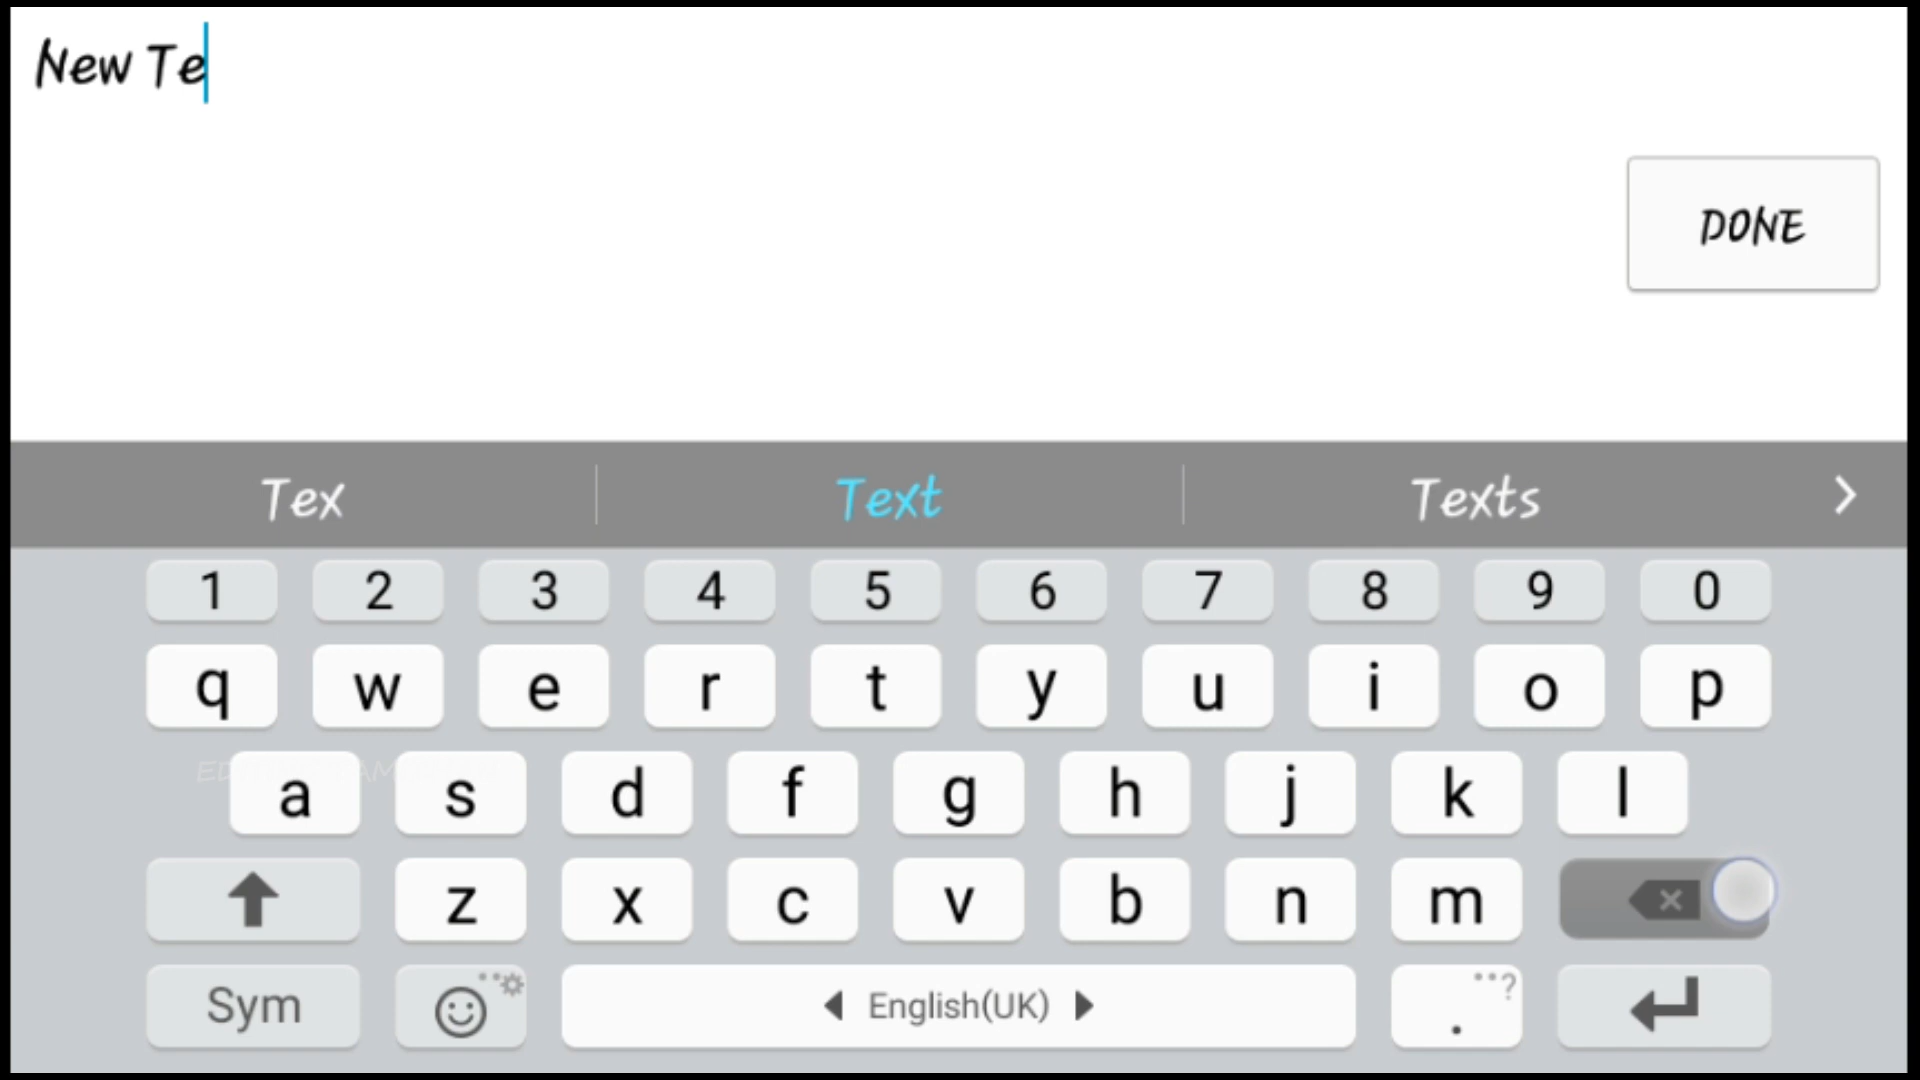 New Te
DONE
Tex Text Texts
1 2 3 4 5 6 7 8 9 0
q w e r t y u i o p
a s d f g h j k l
z x c v b n m
Sym English(UK) . ?